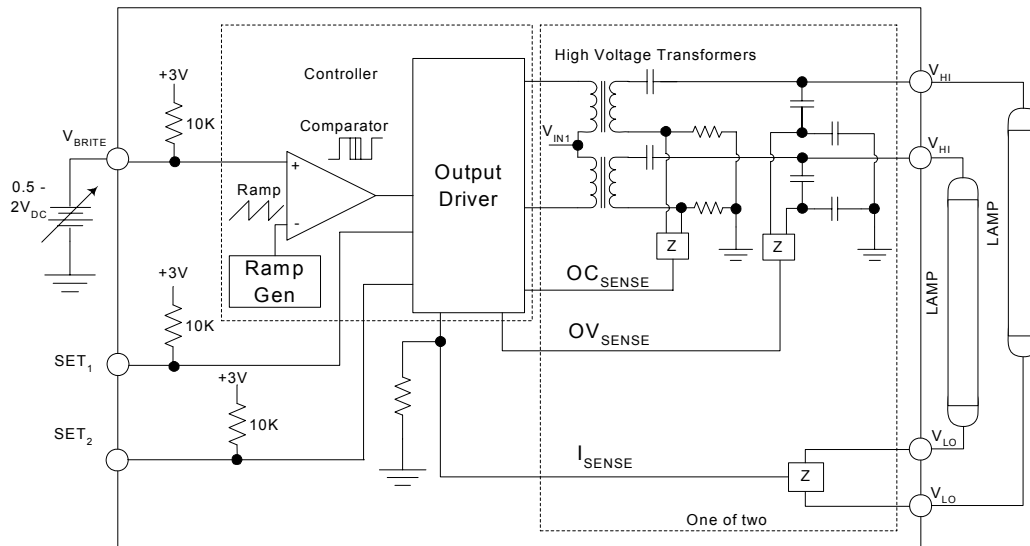 High Voltage Transformers
+3V
10K
Controller
Comparator
V_BRITE
0.5 -
2V_DC
+
-
Ramp
Ramp
Gen
Output
Driver
V_IN1
V_HI
V_HI
Z
Z
OC_SENSE
OV_SENSE
LAMP
LAMP
+3V
10K
SET_1
+3V
10K
SET_2
I_SENSE
Z
V_LO
V_LO
One of two